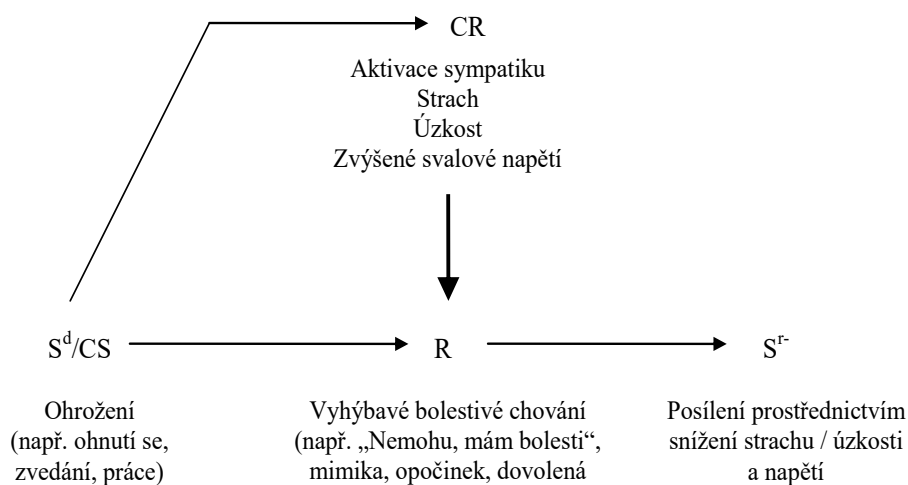 CR
Aktivace sympatiku
Strach
Úzkost
Zvýšené svalové napětí
S^d/CS
R
S^r-
Ohrožení
(např. ohnutí se,
zvedání, práce)
Vyhýbavé bolestivé chování
(např. „Nemohu, mám bolesti“,
mimika, opočinek, dovolená
Posílení prostřednictvím
snížení strachu / úzkosti
a napětí